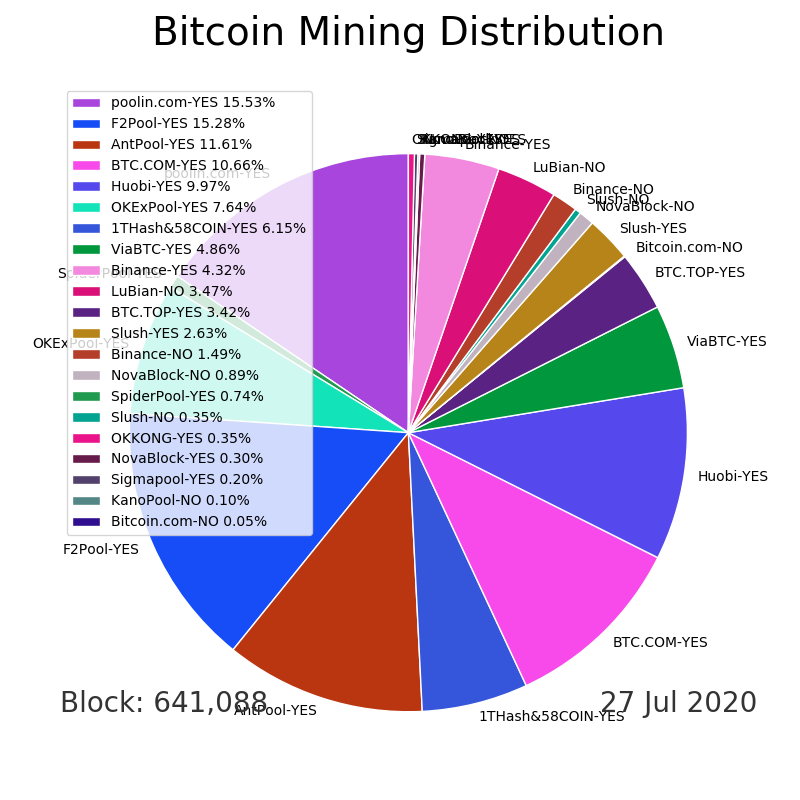 Bitcoin Mining Distribution
poolin.com-YES 15.53%
F2Pool-YES 15.28%
AntPool-YES 11.61%
BTC.COM-YES 10.66%
Huobi-YES 9.97%
OKExPool-YES 7.64%
1THash&58COIN-YES 6.15%
ViaBTC-YES 4.86%
Binance-YES 4.32%
LuBian-NO 3.47%
BTC.TOP-YES 3.42%
Slush-YES 2.63%
Binance-NO 1.49%
NovaBlock-NO 0.89%
SpiderPool-YES 0.74%
Slush-NO 0.35%
OKKONG-YES 0.35%
NovaBlock-YES 0.30%
Sigmapool-YES 0.20%
KanoPool-NO 0.10%
Bitcoin.com-NO 0.05%
Binance-YES
LuBian-NO
poolin.com-YES
Binance-NO
Slush-NO
NovaBlock-NO
Slush-YES
Bitcoin.com-NO
BTC.TOP-YES
SpiderPool-YES
ViaBTC-YES
OKExPool-YES
Huobi-YES
F2Pool-YES
BTC.COM-YES
AntPool-YES
1THash&58COIN-YES
Block: 641,088
27 Jul 2020